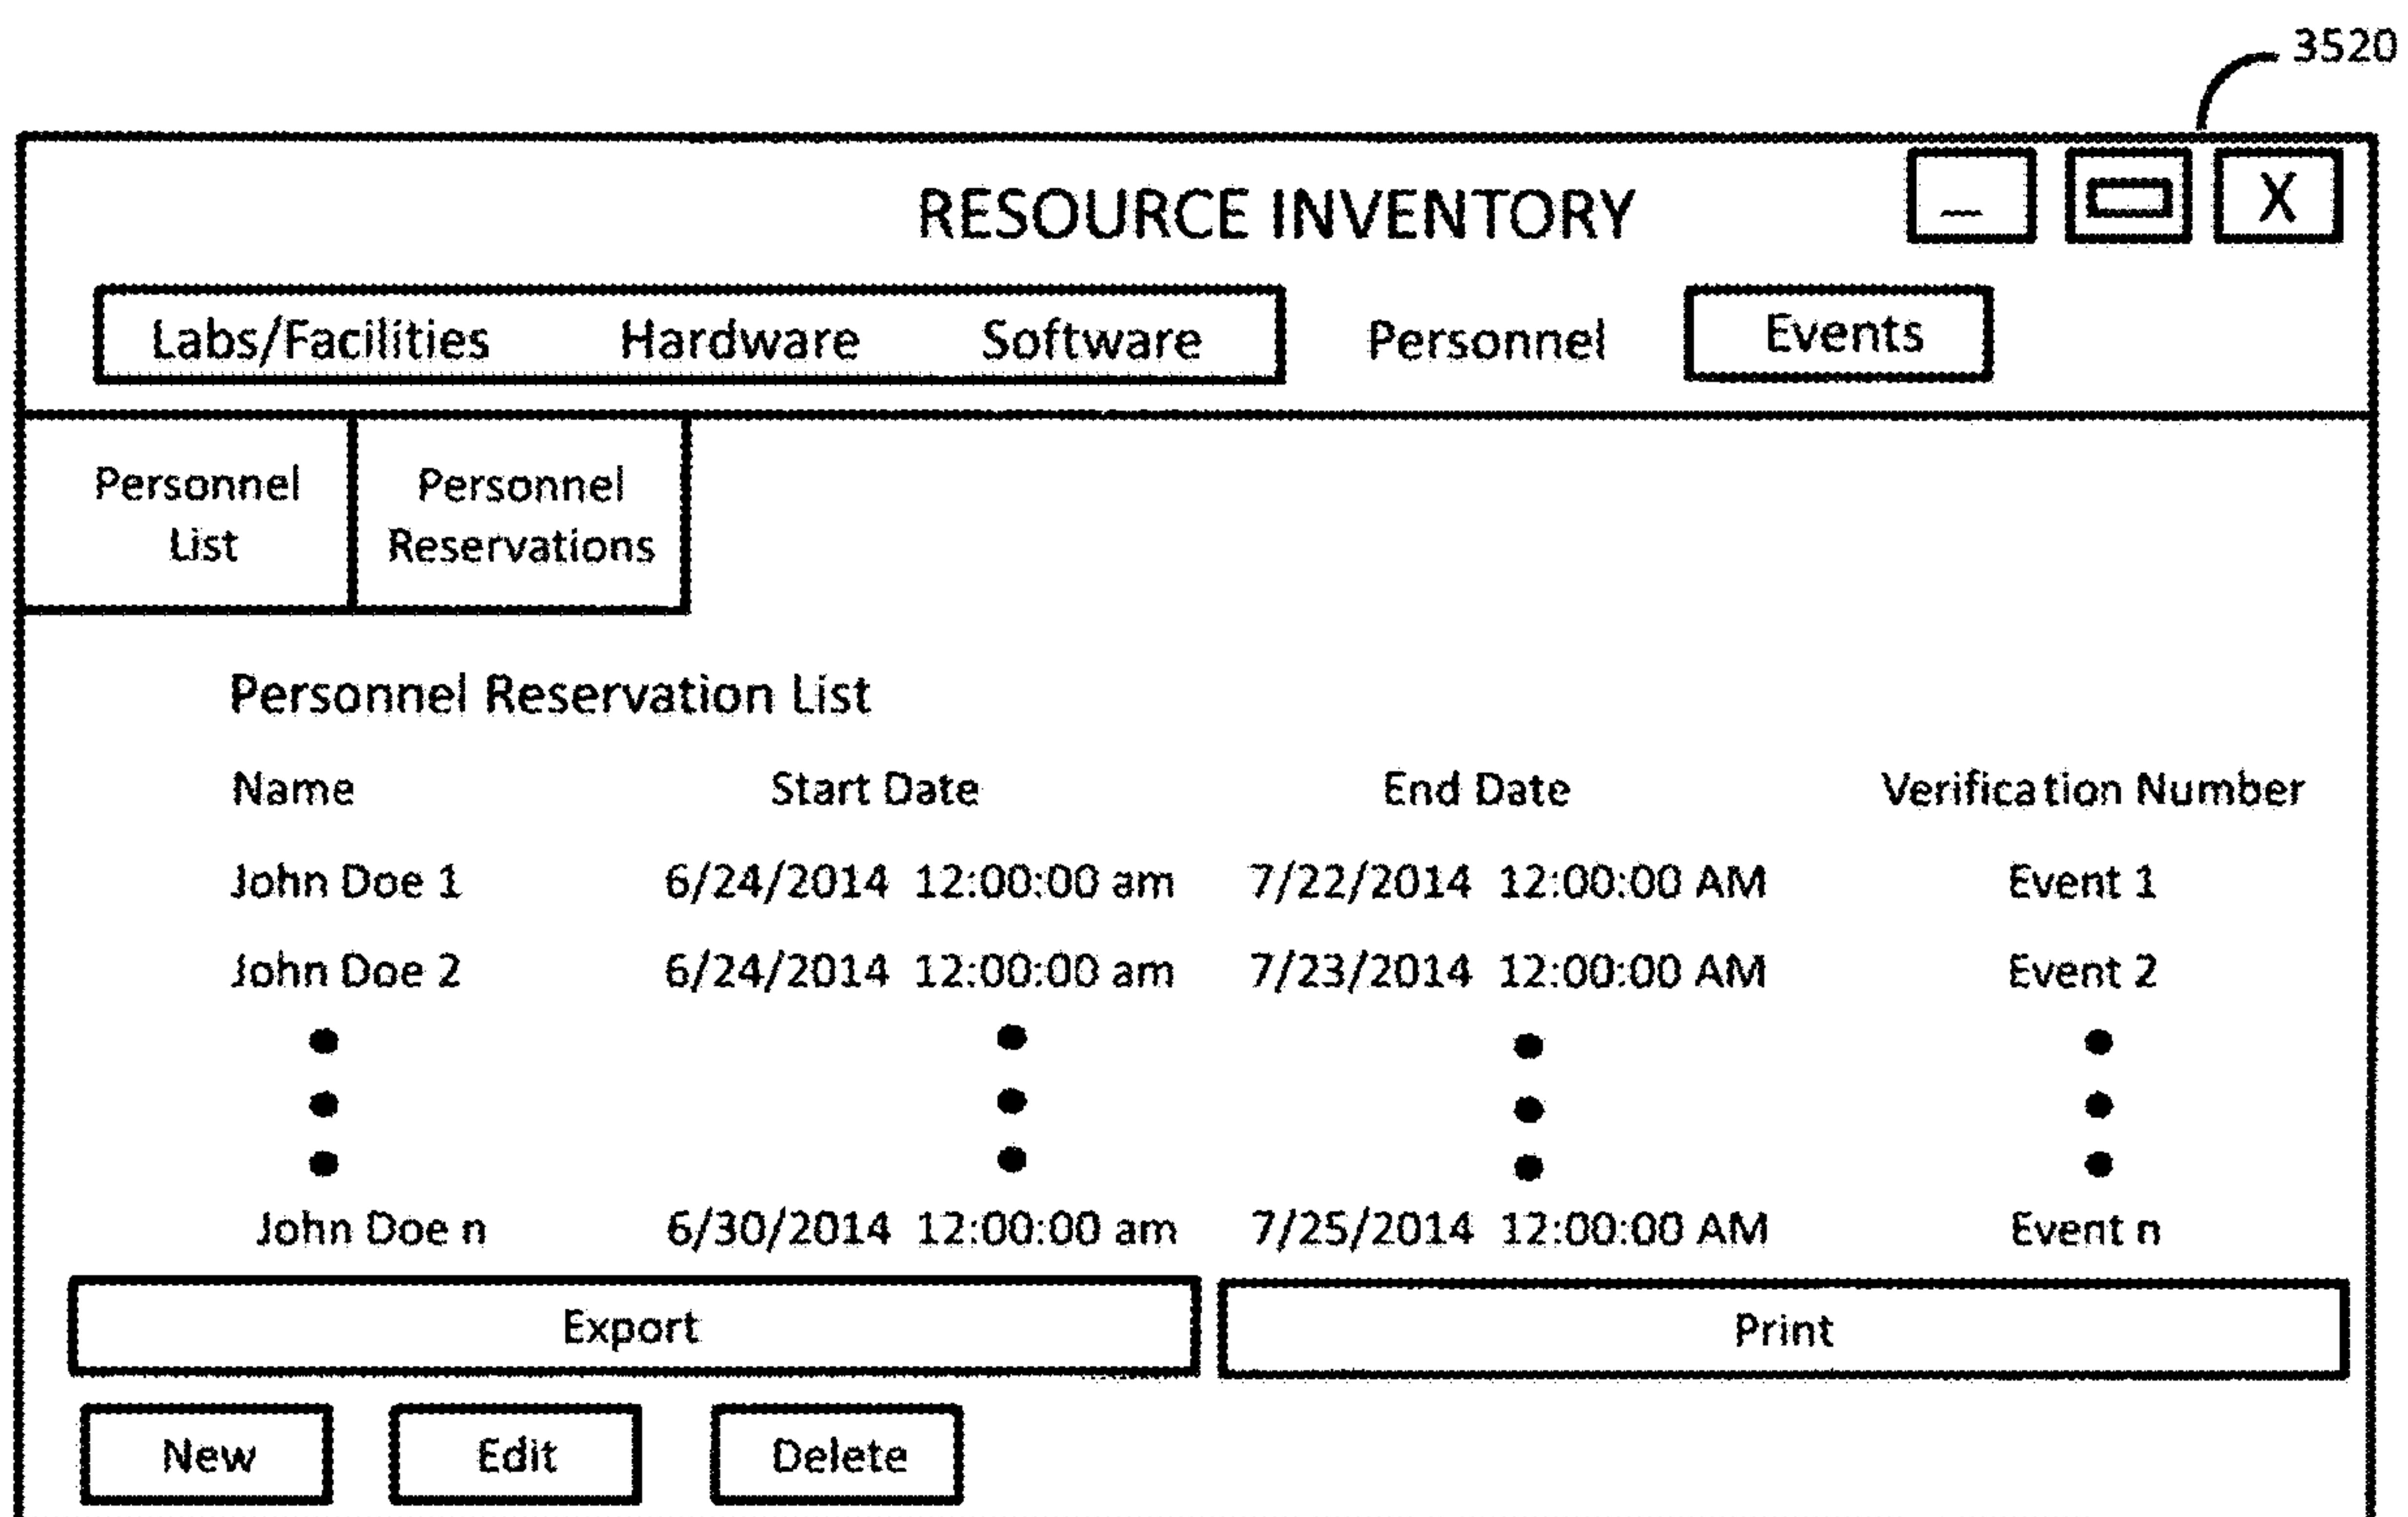 3520
RESOURCE INVENTORY
_ X
Labs/Facilities Hardware Software Personnel Events
Personnel List
Personnel Reservations
Personnel Reservation List
Name Start Date End Date Verification Number
John Doe 1 6/24/2014 12:00:00 am 7/22/2014 12:00:00 AM Event 1
John Doe 2 6/24/2014 12:00:00 am 7/23/2014 12:00:00 AM Event 2
John Doe n 6/30/2014 12:00:00 am 7/25/2014 12:00:00 AM Event n
Export Print
New Edit Delete